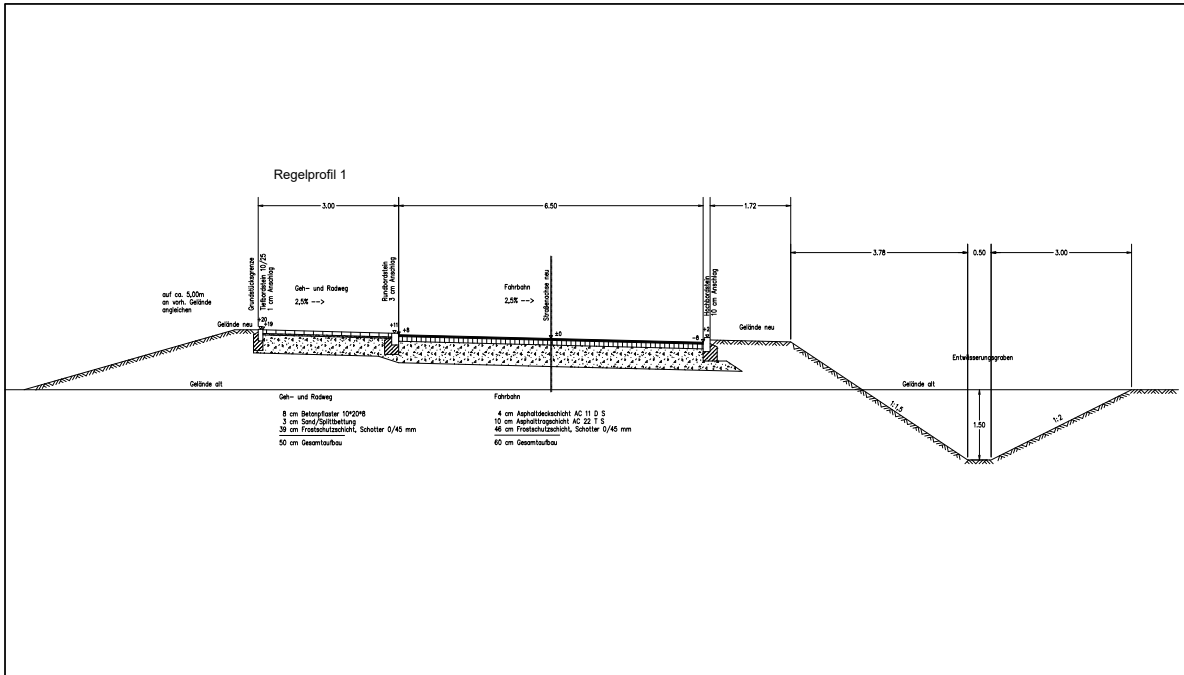 Regelprofil 1
3.00
6.50
1.72
3.78
0.50
3.00
Grundstücksgrenze
Tiefbordstein 10/25
1 cm Anschlag
Geh- und Radweg
2,5% -->
Rundbordstein
3 cm Anschlag
Fahrbahn
2,5% -->
Straßenachse neu
Hochbordstein
10 cm Anschlag
auf ca. 5,00m
an vorh. Gelände
angleichen
Gelände neu
+20
+19
+11
+8
±0
-8
+2
Gelände neu
Entwässerungsgraben
Gelände alt
Gelände alt
1:1,5
1.50
1:2
Geh- und Radweg
8 cm Betonpflaster 10*20*8
3 cm Sand/Splittbettung
39 cm Frostschutzschicht, Schotter 0/45 mm
50 cm Gesamtaufbau
Fahrbahn
4 cm Asphaltdeckschicht AC 11 D S
10 cm Asphalttragschicht AC 22 T S
46 cm Frostschutzschicht, Schotter 0/45 mm
60 cm Gesamtaufbau